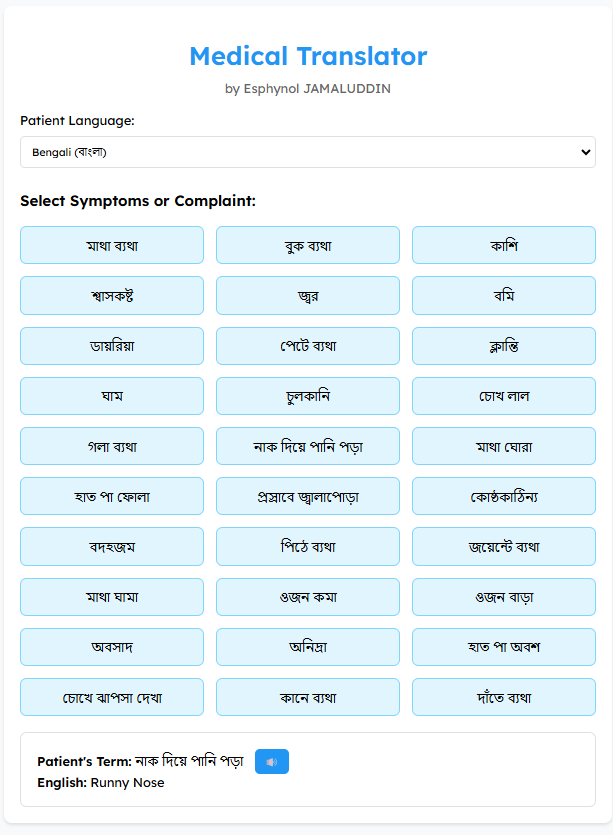 Medical Translator
by Esphynol JAMALUDDIN
Patient Language:
Bengali (বাংলা)
Select Symptoms or Complaint:
মাথা ব্যথা বুক ব্যথা কাশি
শ্বাসকষ্ট জ্বর বমি
ডায়রিয়া পেটে ব্যথা ক্লান্তি
ঘাম চুলকানি চোখ লাল
গলা ব্যথা নাক দিয়ে পানি পড়া মাথা ঘোরা
হাত পা ফোলা প্রস্রাবে জ্বালাপোড়া কোষ্ঠকাঠিন্য
বদহজম পিঠে ব্যথা জয়েন্টে ব্যথা
মাথা ঘামা ওজন কমা ওজন বাড়া
অবসাদ অনিদ্রা হাত পা অবশ
চোখে ঝাপসা দেখা কানে ব্যথা দাঁতে ব্যথা
Patient's Term: নাক দিয়ে পানি পড়া
English: Runny Nose